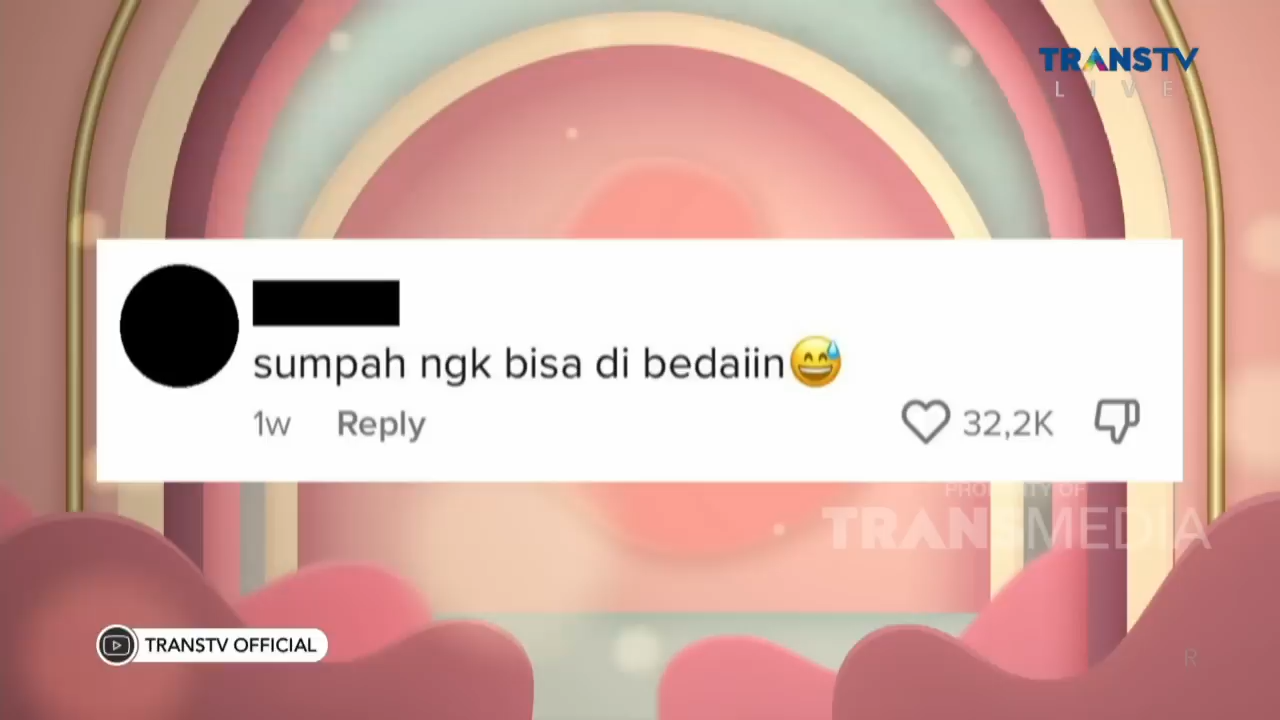 TRANSTV
LIVE
sumpah ngk bisa di bedaiin😅
1w Reply 32,2K
PROPERTY OF
TRANSMEDIA
TRANSTV OFFICIAL
R